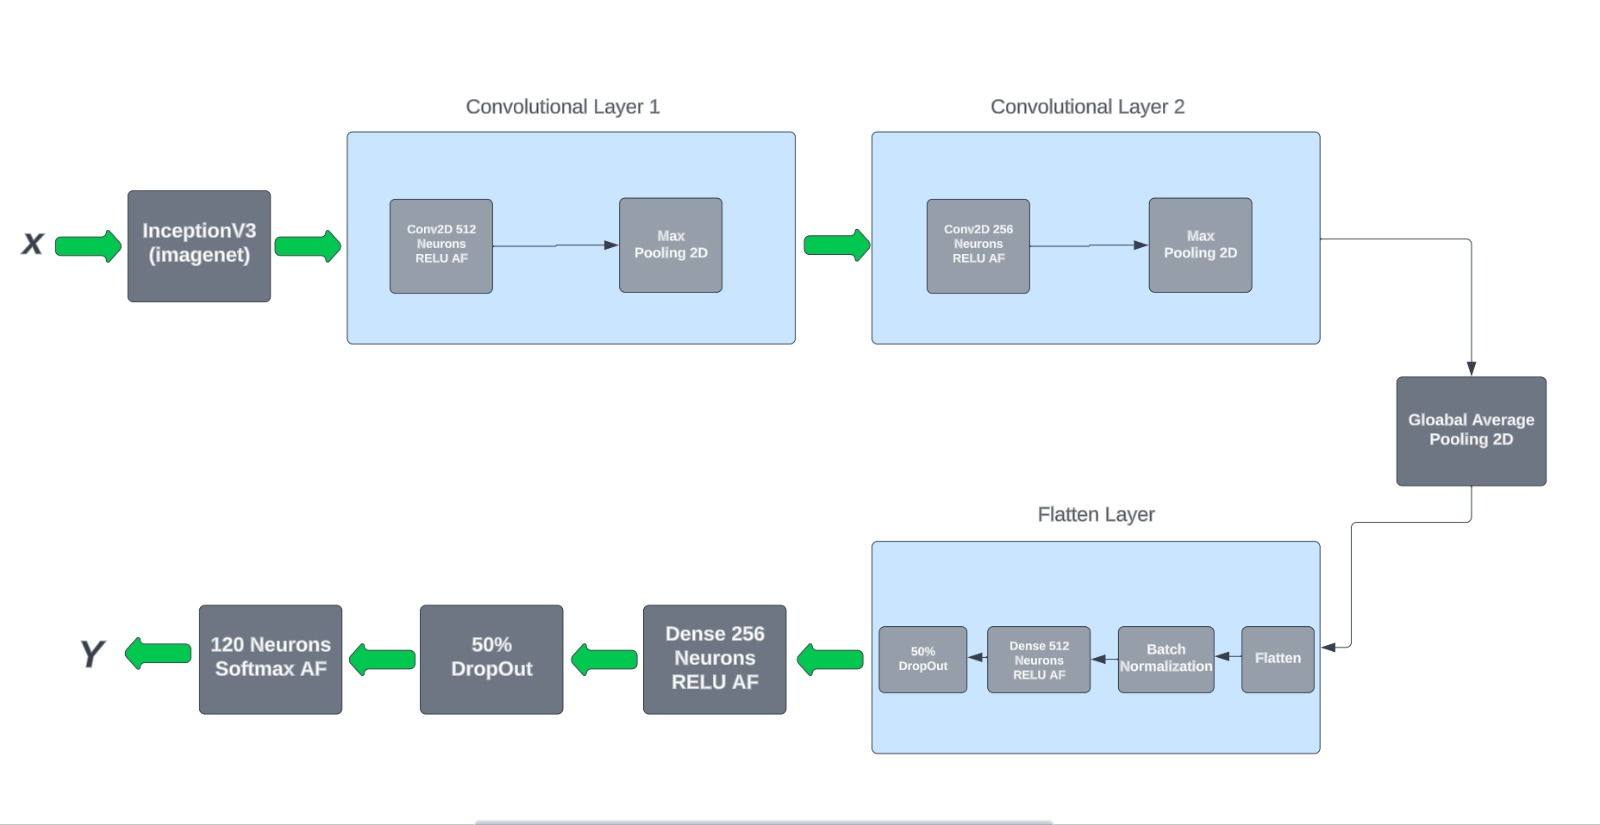 Convolutional Layer 1
Convolutional Layer 2
X
InceptionV3
(imagenet)
Conv2D 512
Neurons
RELU AF
Max
Pooling 2D
Conv2D 256
Neurons
RELU AF
Max
Pooling 2D
Gloabal Average
Pooling 2D
Flatten Layer
Flatten
Batch
Normalization
Dense 512
Neurons
RELU AF
50%
DropOut
Dense 256
Neurons
RELU AF
50%
DropOut
120 Neurons
Softmax AF
Y